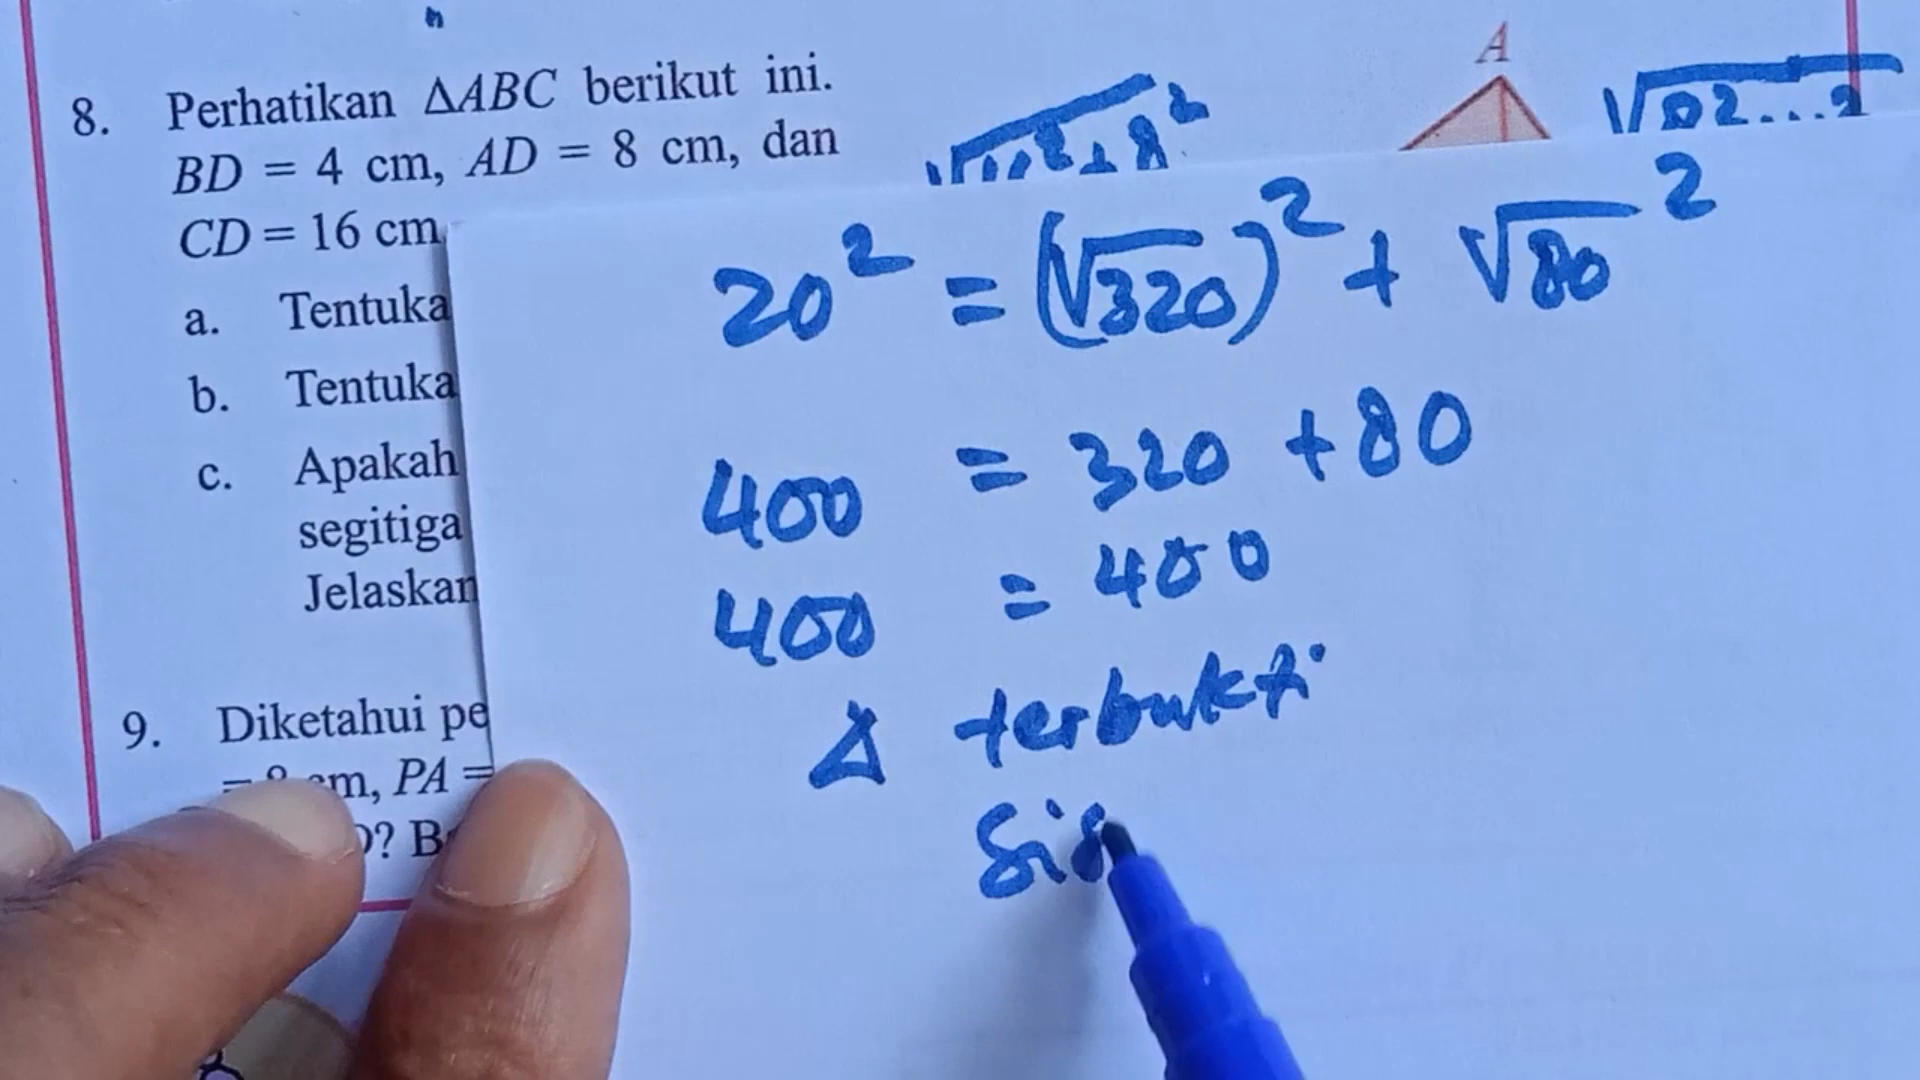 8. Perhatikan ΔABC berikut ini.
BD = 4 cm, AD = 8 cm, dan
CD = 16 cm
a. Tentuka
b. Tentuka
c. Apakah
segitiga
Jelaskan
9. Diketahui pe
m, PA =
? B
A
20² = (√320)² + √80²
400 = 320 + 80
400 = 400
Δ terbukti
Sis